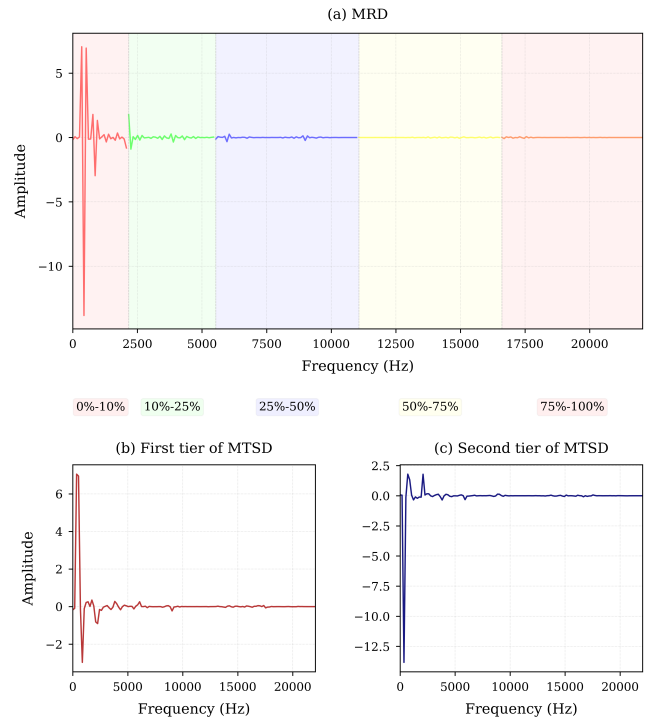 (a) MRD
5
0
−5
−10
Amplitude
0 2500 5000 7500 10000 12500 15000 17500 20000
Frequency (Hz)
0%-10% 10%-25% 25%-50% 50%-75% 75%-100%
(b) First tier of MTSD
6
4
2
0
−2
Amplitude
0 5000 10000 15000 20000
Frequency (Hz)
(c) Second tier of MTSD
2.5
0.0
−2.5
−5.0
−7.5
−10.0
−12.5
0 5000 10000 15000 20000
Frequency (Hz)